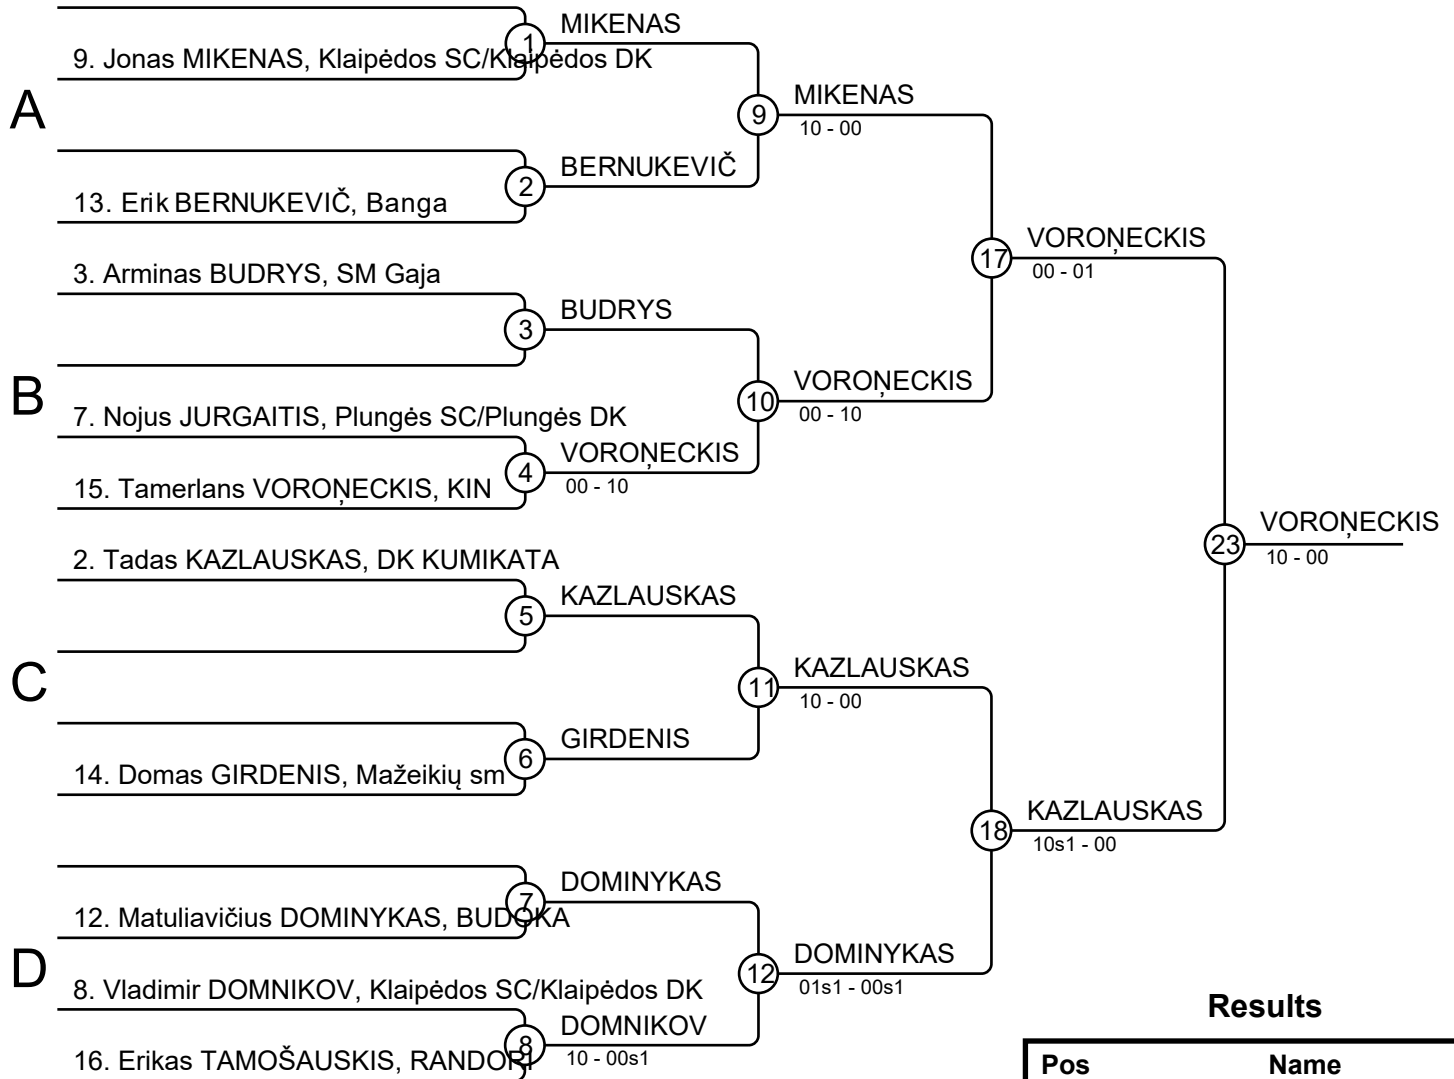 MIKENAS
1
9. Jonas MIKENAS, Klaipėdos SC/Klaipėdos DK
A
MIKENAS
9
10 - 00
BERNUKEVIČ
2
13. Erik BERNUKEVIČ, Banga
VOROŅECKIS
17
00 - 01
3. Arminas BUDRYS, SM Gaja
BUDRYS
3
B
VOROŅECKIS
10
00 - 10
7. Nojus JURGAITIS, Plungės SC/Plungės DK
VOROŅECKIS
4
00 - 10
15. Tamerlans VOROŅECKIS, KIN
VOROŅECKIS
23
10 - 00
2. Tadas KAZLAUSKAS, DK KUMIKATA
KAZLAUSKAS
5
C
KAZLAUSKAS
11
10 - 00
GIRDENIS
6
14. Domas GIRDENIS, Mažeikių sm
KAZLAUSKAS
18
10s1 - 00
DOMINYKAS
7
12. Matuliavičius DOMINYKAS, BUDOKA
D
DOMINYKAS
12
01s1 - 00s1
8. Vladimir DOMNIKOV, Klaipėdos SC/Klaipėdos DK
DOMNIKOV
8
10 - 00s1
16. Erikas TAMOŠAUSKIS, RANDORI
Results
Pos Name